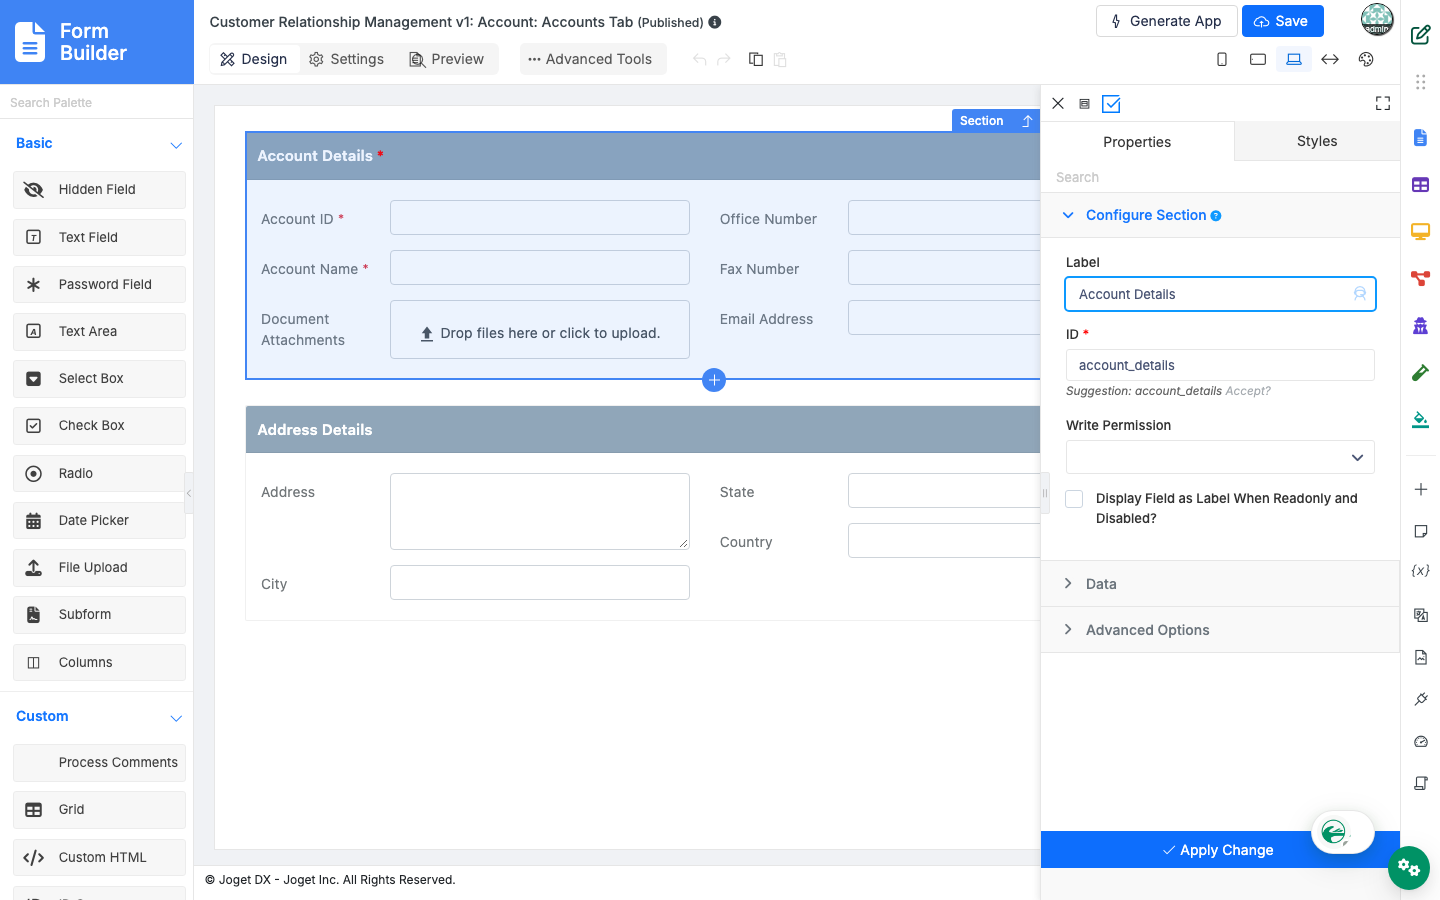 Form Builder
Customer Relationship Management v1: Account: Accounts Tab (Published)
Generate App
Save
admin
Design
Settings
Preview
Advanced Tools
Search Palette
Basic
Hidden Field
Text Field
Password Field
Text Area
Select Box
Check Box
Radio
Date Picker
File Upload
Subform
Columns
Custom
Process Comments
Grid
Custom HTML
Section
Account Details *
Account ID *
Office Number
Account Name *
Fax Number
Document Attachments
Drop files here or click to upload.
Email Address
Address Details
Address
State
Country
City
Properties
Styles
Search
Configure Section
Label
Account Details
ID *
account_details
Suggestion: account_details Accept?
Write Permission
Display Field as Label When Readonly and
Disabled?
Data
Advanced Options
Apply Change
{x}
© Joget DX - Joget Inc. All Rights Reserved.